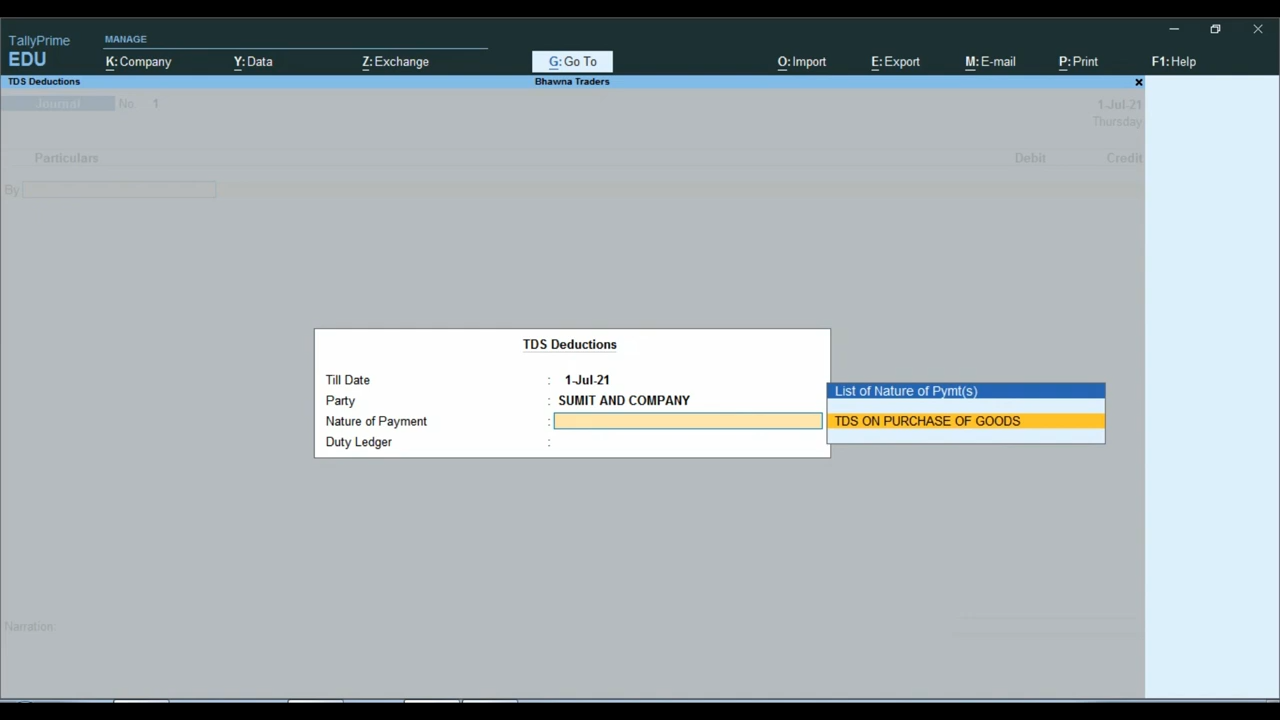 TallyPrime
EDU
MANAGE
K: Company
Y: Data
Z: Exchange
G: Go To
O: Import
E: Export
M: E-mail
P: Print
F1: Help
TDS Deductions
Bhawna Traders
Journal No. 1
1-Jul-21
Thursday
Particulars
Debit
Credit
By
TDS Deductions
Till Date : 1-Jul-21
Party : SUMIT AND COMPANY
Nature of Payment :
Duty Ledger :
List of Nature of Pymt(s)
TDS ON PURCHASE OF GOODS
Narration: